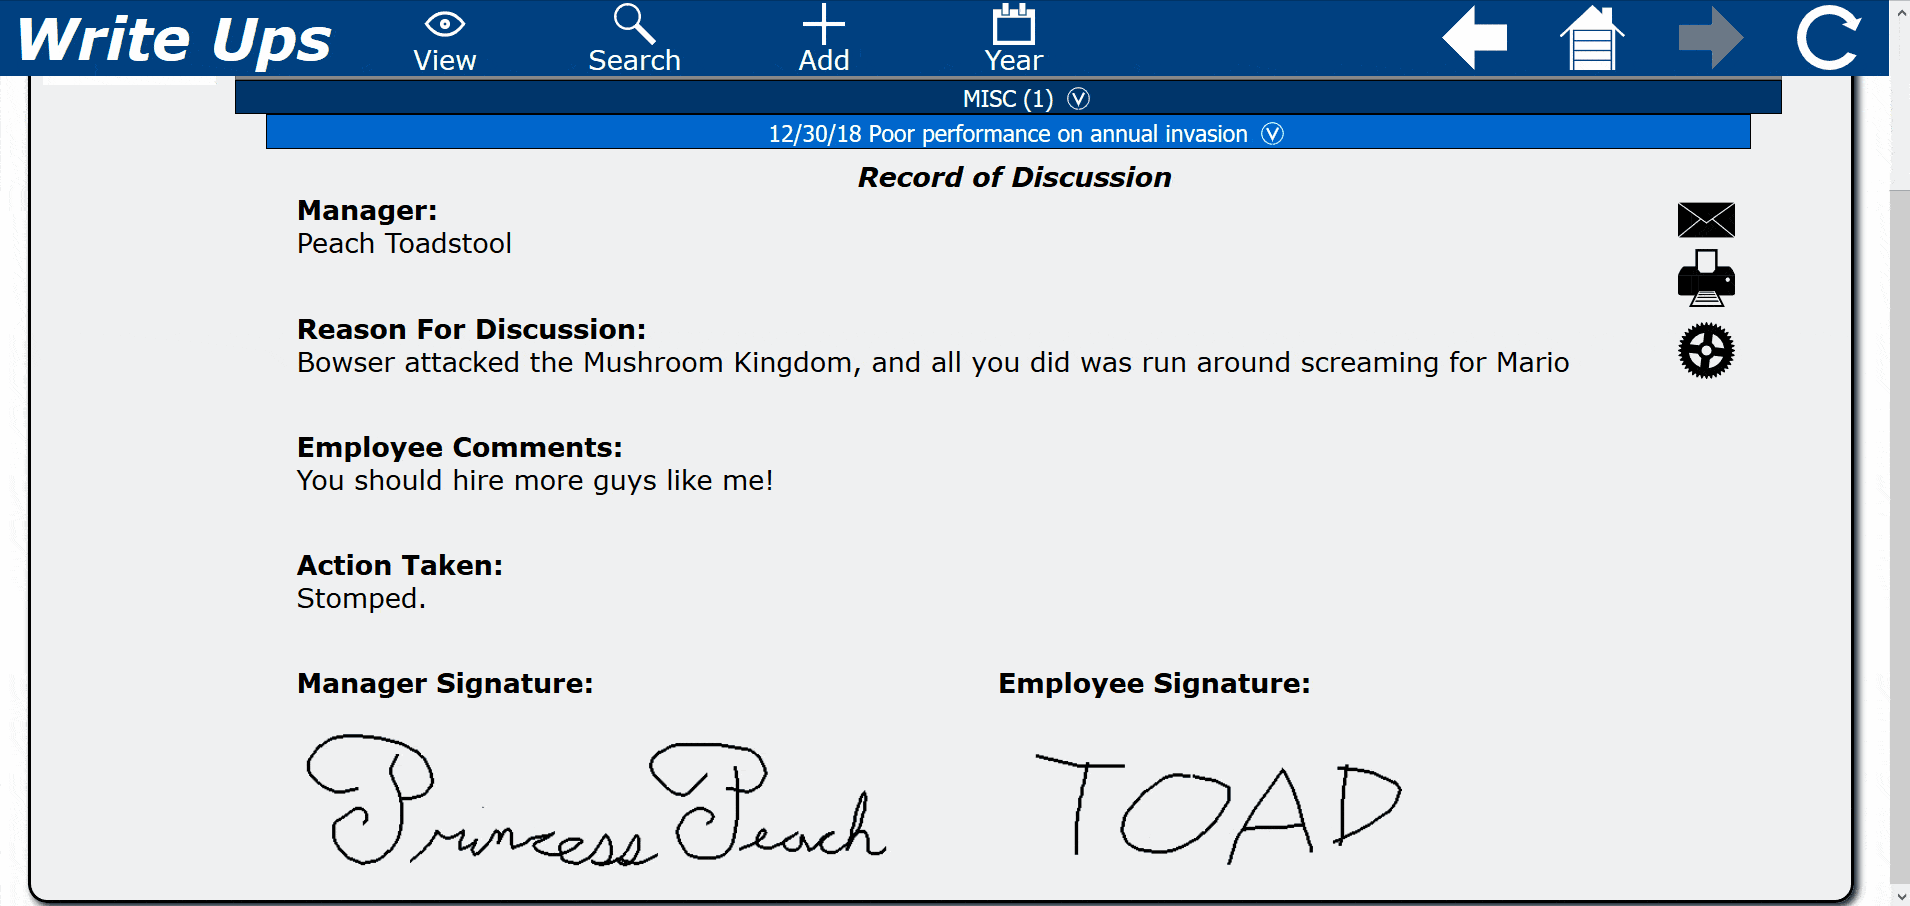 Write Ups
View
Search
Add
Year
MISC (1)
12/30/18 Poor performance on annual invasion
Record of Discussion
Manager:
Peach Toadstool
Reason For Discussion:
Bowser attacked the Mushroom Kingdom, and all you did was run around screaming for Mario
Employee Comments:
You should hire more guys like me!
Action Taken:
Stomped.
Manager Signature:
Employee Signature:
Princess Peach
TOAD